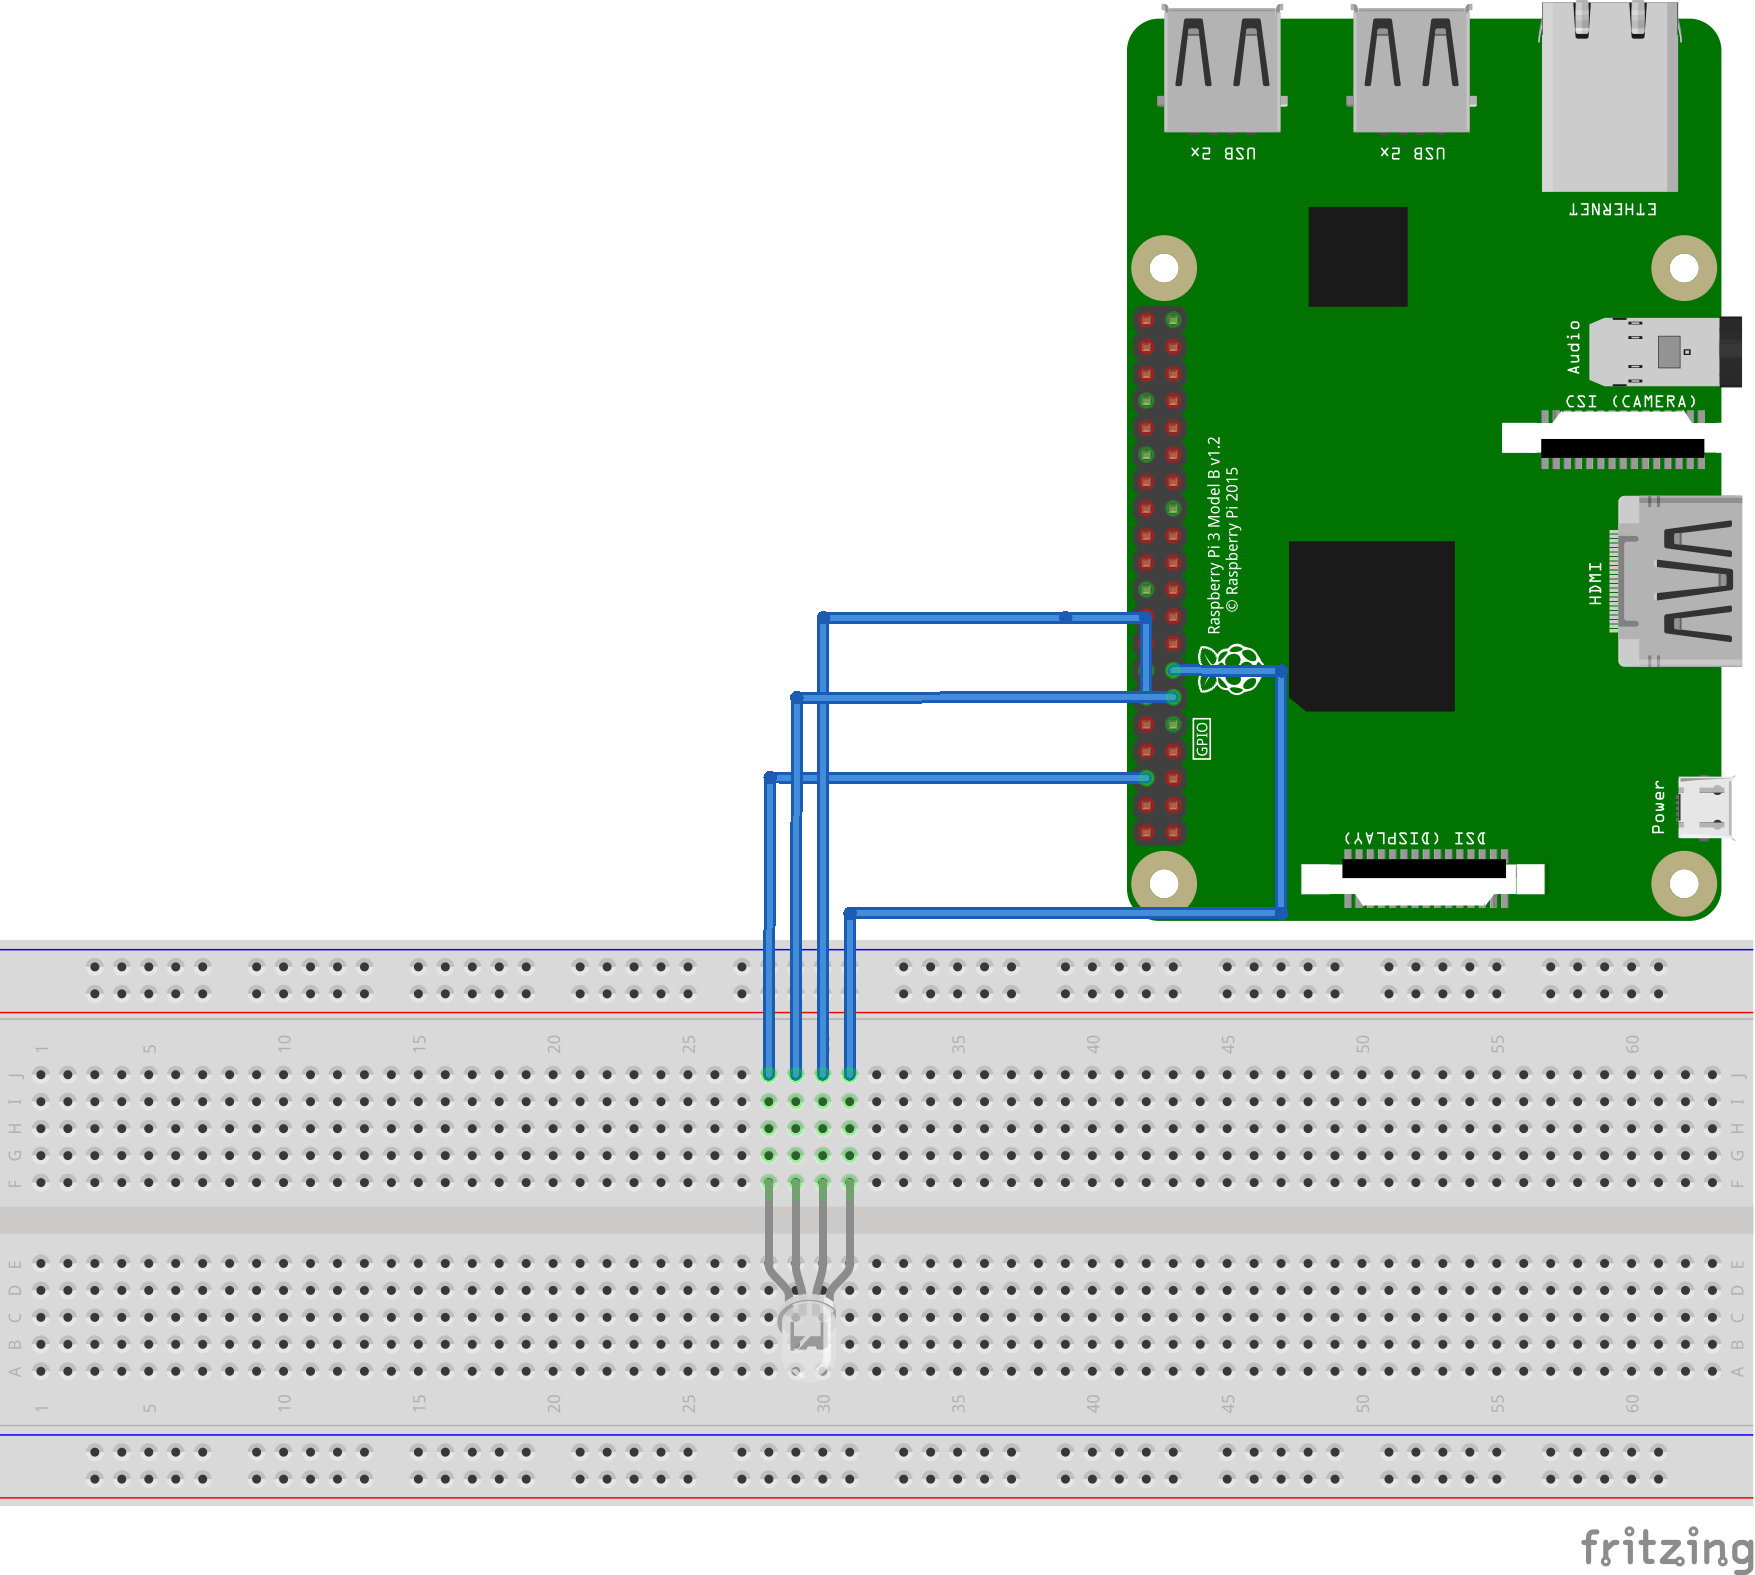 USB 2x
USB 2x
ETHERNET
Audio
CSI (CAMERA)
Raspberry Pi 3 Model B v1.2
© Raspberry Pi 2015
HDMI
GPIO
Power
DSI (DISPLAY)
1 5 10 15 20 25 35 40 45 50 55 60
J J
I I
H H
G G
F F
E E
D D
C C
B B
A A
1 5 10 15 20 25 30 35 40 45 50 55 60
fritzing